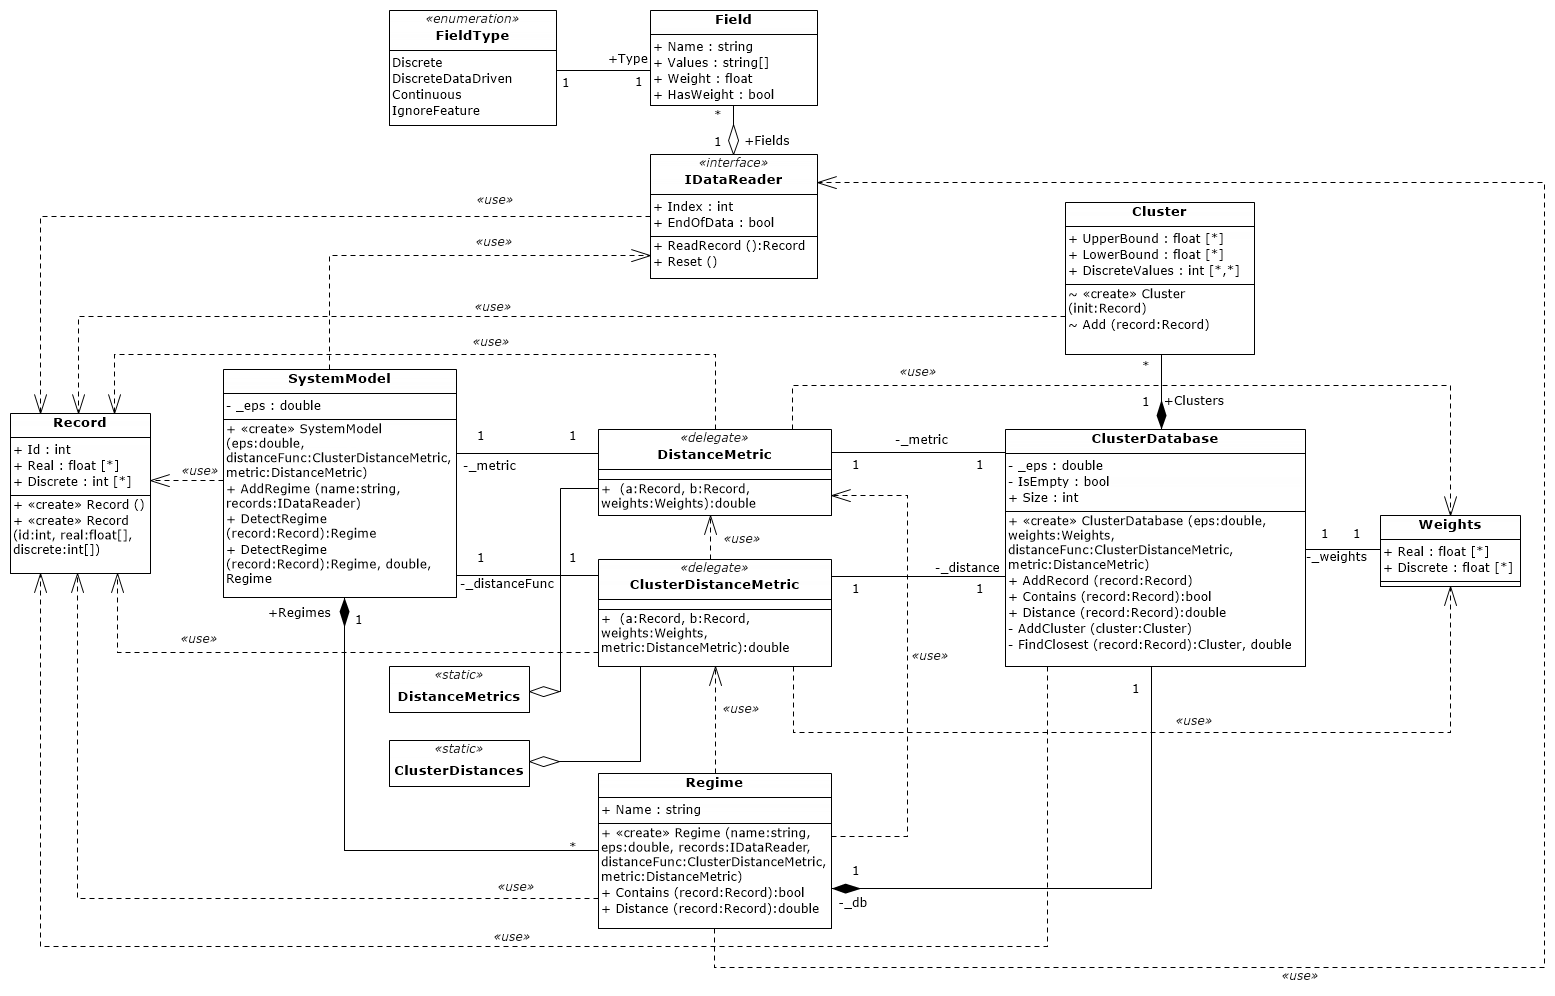 «enumeration»
FieldType
Discrete
DiscreteDataDriven
Continuous
IgnoreFeature
+Type
1
1
Field
+ Name : string
+ Values : string[]
+ Weight : float
+ HasWeight : bool
*
1
+Fields
«interface»
IDataReader
+ Index : int
+ EndOfData : bool
+ ReadRecord ():Record
+ Reset ()
«use»
«use»
«use»
«use»
«use»
Cluster
+ UpperBound : float [*]
+ LowerBound : float [*]
+ DiscreteValues : int [*,*]
~ «create» Cluster
(init:Record)
~ Add (record:Record)
*
1
+Clusters
Record
+ Id : int
+ Real : float [*]
+ Discrete : int [*]
+ «create» Record ()
+ «create» Record
(id:int, real:float[],
discrete:int[])
«use»
SystemModel
- _eps : double
+ «create» SystemModel
(eps:double,
distanceFunc:ClusterDistanceMetric,
metric:DistanceMetric)
+ AddRegime (name:string,
records:IDataReader)
+ DetectRegime
(record:Record):Regime
+ DetectRegime
(record:Record):Regime, double,
Regime
1
1
-_metric
1
1
-_distanceFunc
+Regimes
1
«delegate»
DistanceMetric
+  (a:Record, b:Record,
weights:Weights):double
«use»
«delegate»
ClusterDistanceMetric
+  (a:Record, b:Record,
weights:Weights,
metric:DistanceMetric):double
-_metric
1
1
-_distance
1
1
ClusterDatabase
- _eps : double
- IsEmpty : bool
+ Size : int
+ «create» ClusterDatabase (eps:double,
weights:Weights,
distanceFunc:ClusterDistanceMetric,
metric:DistanceMetric)
+ AddRecord (record:Record)
+ Contains (record:Record):bool
+ Distance (record:Record):double
- AddCluster (cluster:Cluster)
- FindClosest (record:Record):Cluster, double
1
1
-_weights
Weights
+ Real : float [*]
+ Discrete : float [*]
«use»
«use»
«static»
DistanceMetrics
«static»
ClusterDistances
«use»
1
«use»
Regime
+ Name : string
+ «create» Regime (name:string,
eps:double, records:IDataReader,
distanceFunc:ClusterDistanceMetric,
metric:DistanceMetric)
+ Contains (record:Record):bool
+ Distance (record:Record):double
*
1
-_db
«use»
«use»
«use»